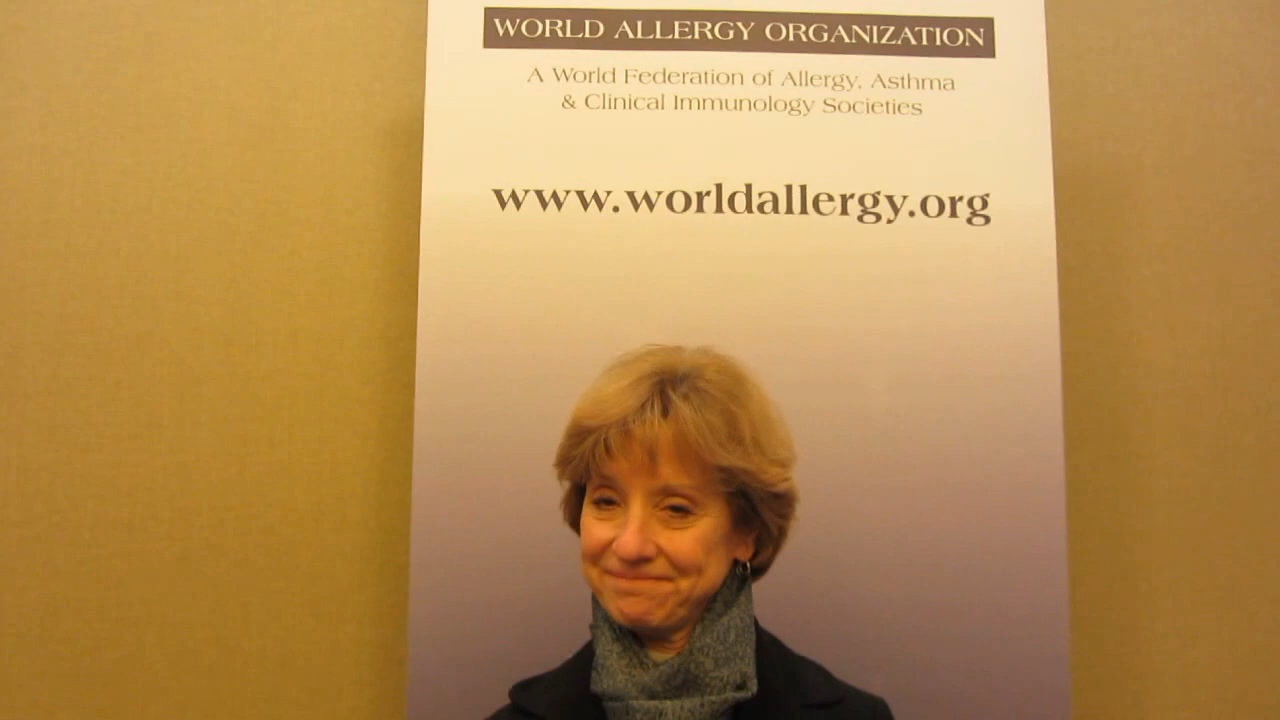 WORLD ALLERGY ORGANIZATION
A World Federation of Allergy, Asthma
& Clinical Immunology Societies
www.worldallergy.org